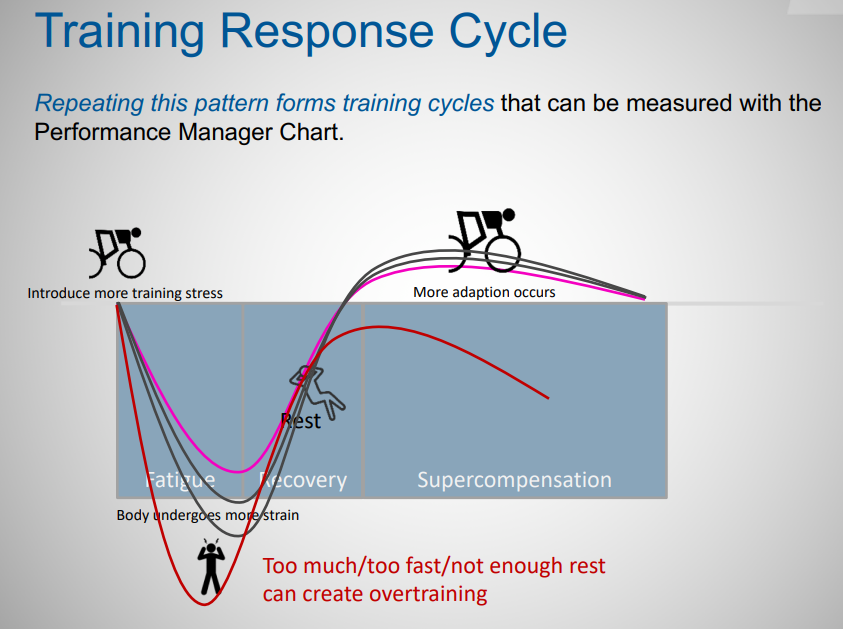 Training Response Cycle
Repeating this pattern forms training cycles that can be measured with the
Performance Manager Chart.
Introduce more training stress
More adaption occurs
Rest
Fatigue
Recovery
Supercompensation
Body undergoes more strain
Too much/too fast/not enough rest
can create overtraining